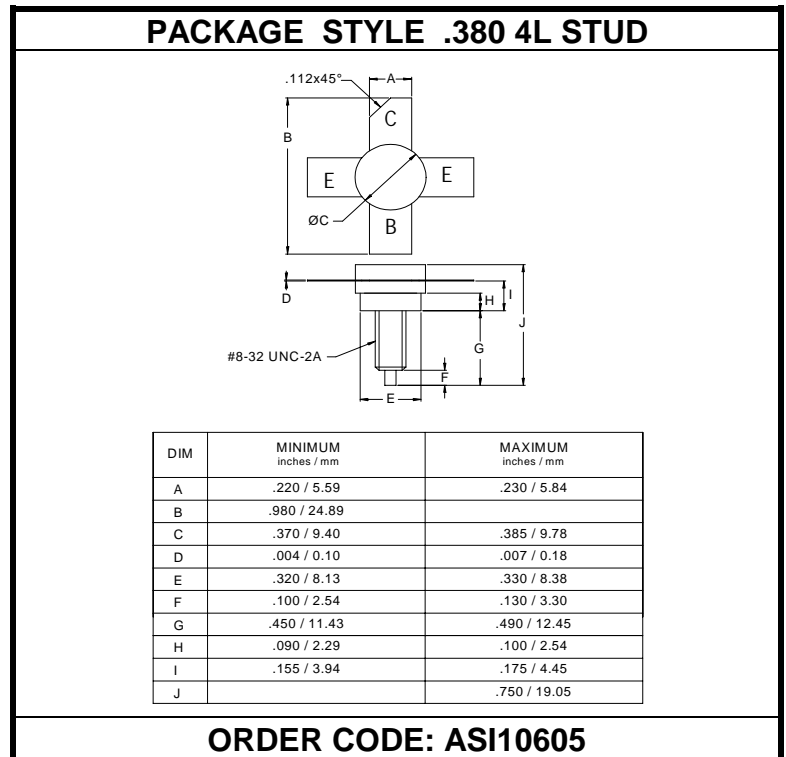 PACKAGE STYLE .380 4L STUD
.112x45°
A
C
B
E
E
ØC
B
D
H
I
J
#8-32 UNC-2A
G
F
E
DIM MINIMUM inches / mm MAXIMUM inches / mm
A .220 / 5.59 .230 / 5.84
B .980 / 24.89
C .370 / 9.40 .385 / 9.78
D .004 / 0.10 .007 / 0.18
E .320 / 8.13 .330 / 8.38
F .100 / 2.54 .130 / 3.30
G .450 / 11.43 .490 / 12.45
H .090 / 2.29 .100 / 2.54
I .155 / 3.94 .175 / 4.45
J .750 / 19.05
ORDER CODE: ASI10605